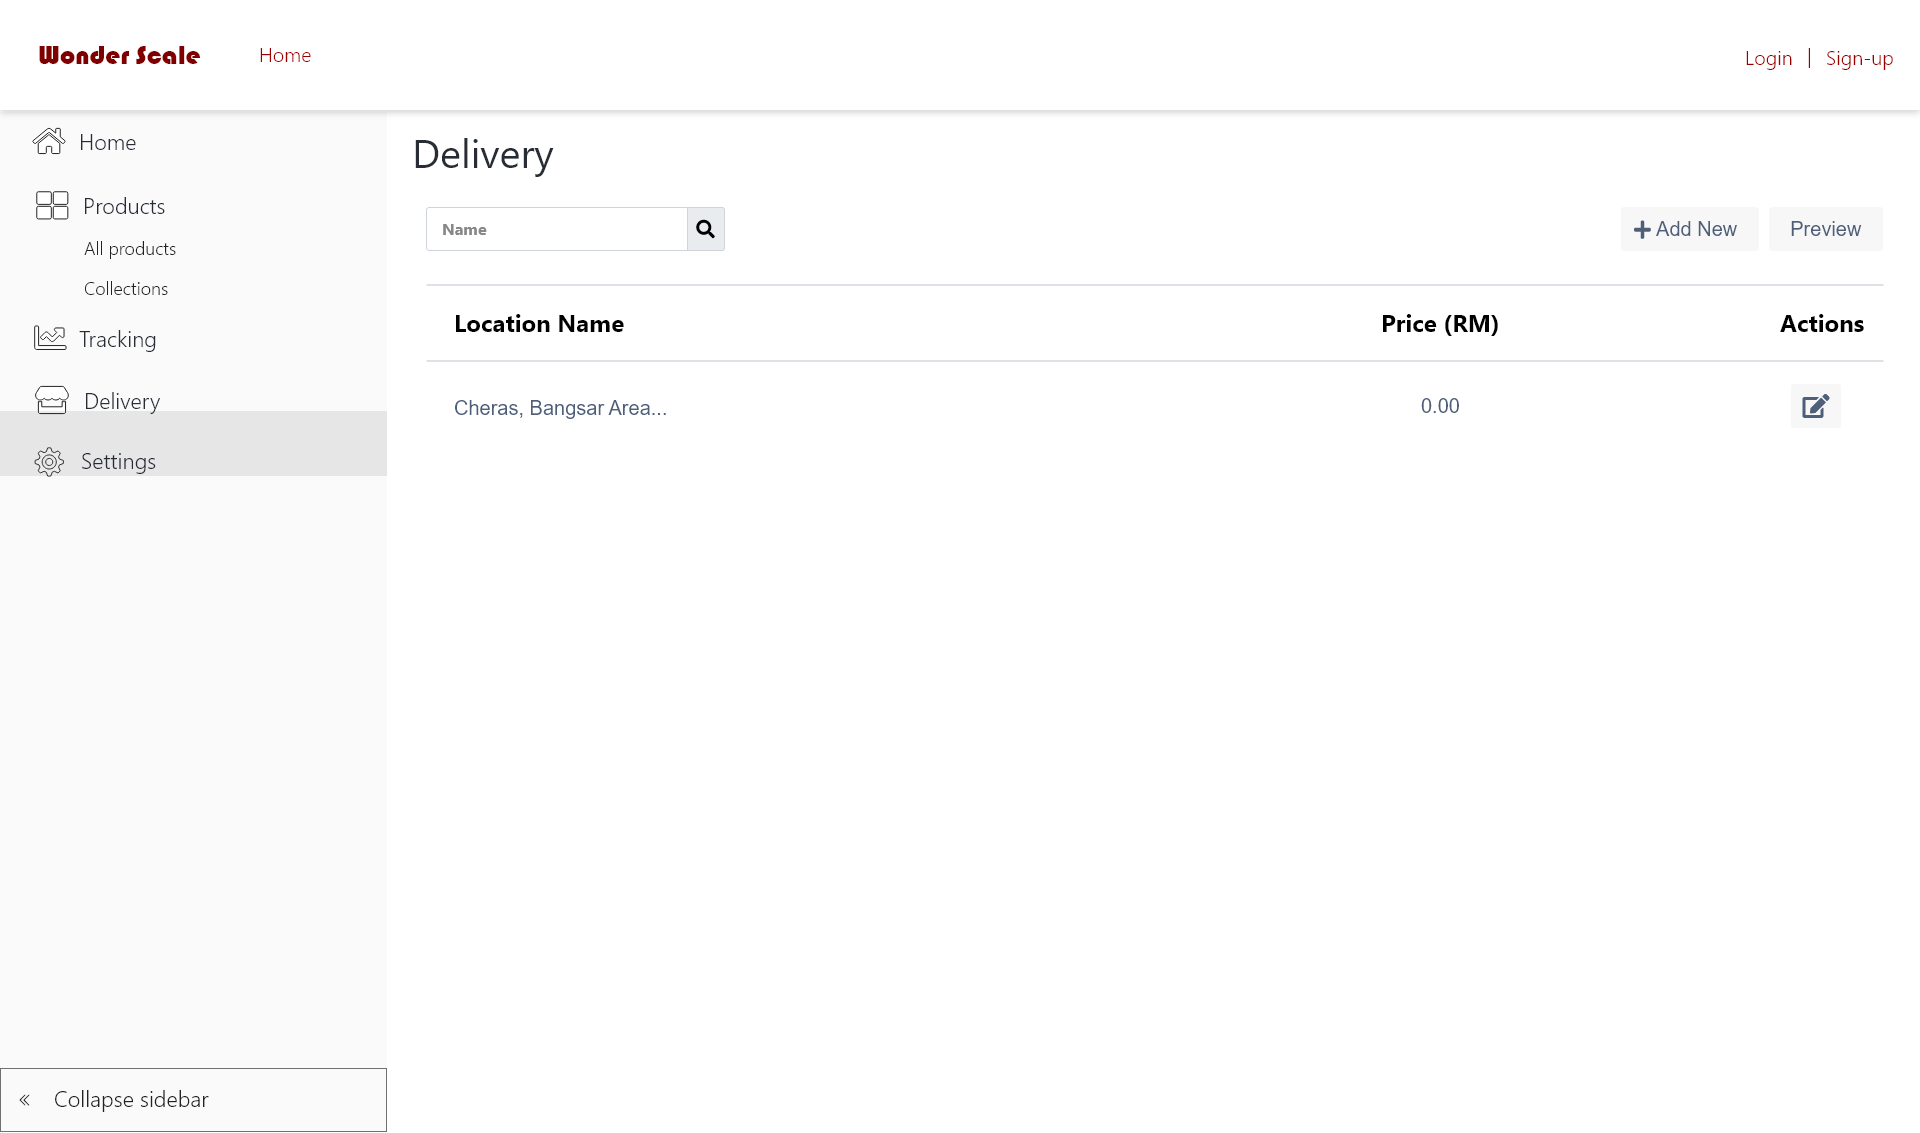 Wonder Scale
Home
Login | Sign-up
Home
Products
All products
Collections
Tracking
Delivery
Settings
« Collapse sidebar
Delivery
Name
Add New
Preview
Location Name Price (RM) Actions
Cheras, Bangsar Area... 0.00